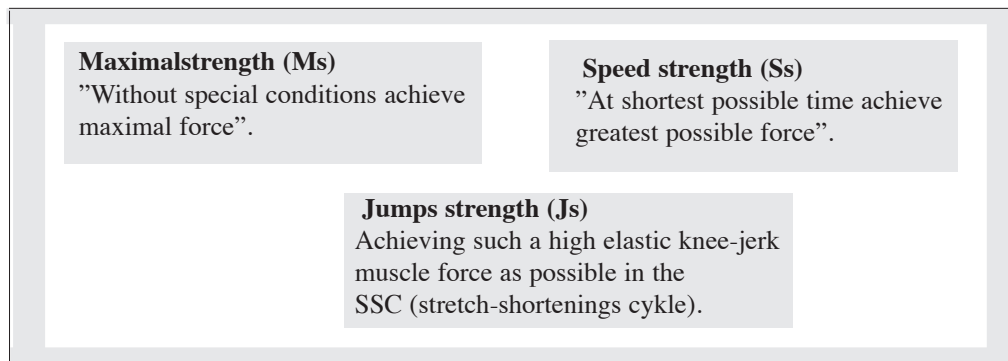 Maximalstrength (Ms)
”Without special conditions achieve
maximal force”.
Speed strength (Ss)
”At shortest possible time achieve
greatest possible force”.
Jumps strength (Js)
Achieving such a high elastic knee-jerk
muscle force as possible in the
SSC (stretch-shortenings cykle).